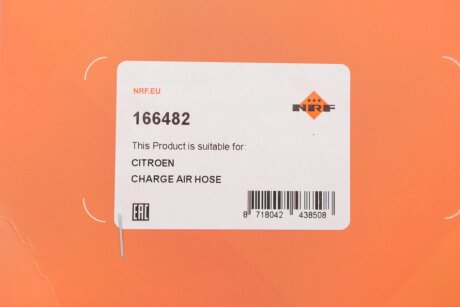 NRF.EU
NRF
166482
This Product is suitable for
CITROEN
CHARGE AIR HOSE
EAC
8 718042 438508